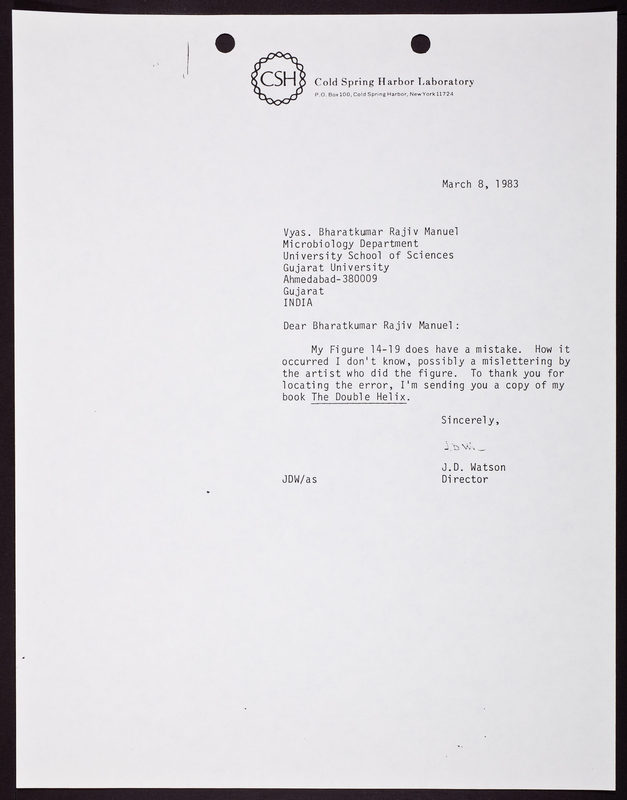 CSH
Cold Spring Harbor Laboratory
P.O. Box 100, Cold Spring Harbor, New York 11724
March 8, 1983
Vyas. Bharatkumar Rajiv Manuel
Microbiology Department
University School of Sciences
Gujarat University
Ahmedabad-380009
Gujarat
INDIA
Dear Bharatkumar Rajiv Manuel:
My Figure 14-19 does have a mistake. How it
occurred I don't know, possibly a mislettering by
the artist who did the figure. To thank you for
locating the error, I'm sending you a copy of my
book The Double Helix.
Sincerely,
J.D. Watson
JDW/as Director